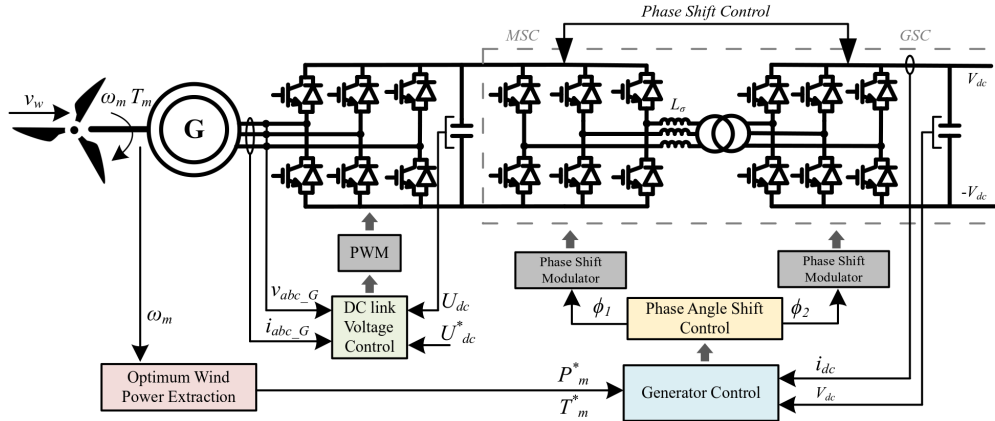 Phase Shift Control
MSC
GSC
v_w
ω_m T_m
G
L_σ
V_dc
-V_dc
PWM
Phase Shift
Modulator
Phase Shift
Modulator
v_abc_G
i_abc_G
DC link
Voltage
Control
U_dc
U*_dc
ϕ_1
Phase Angle Shift
Control
ϕ_2
ω_m
Optimum Wind
Power Extraction
P*_m
T*_m
Generator Control
i_dc
V_dc